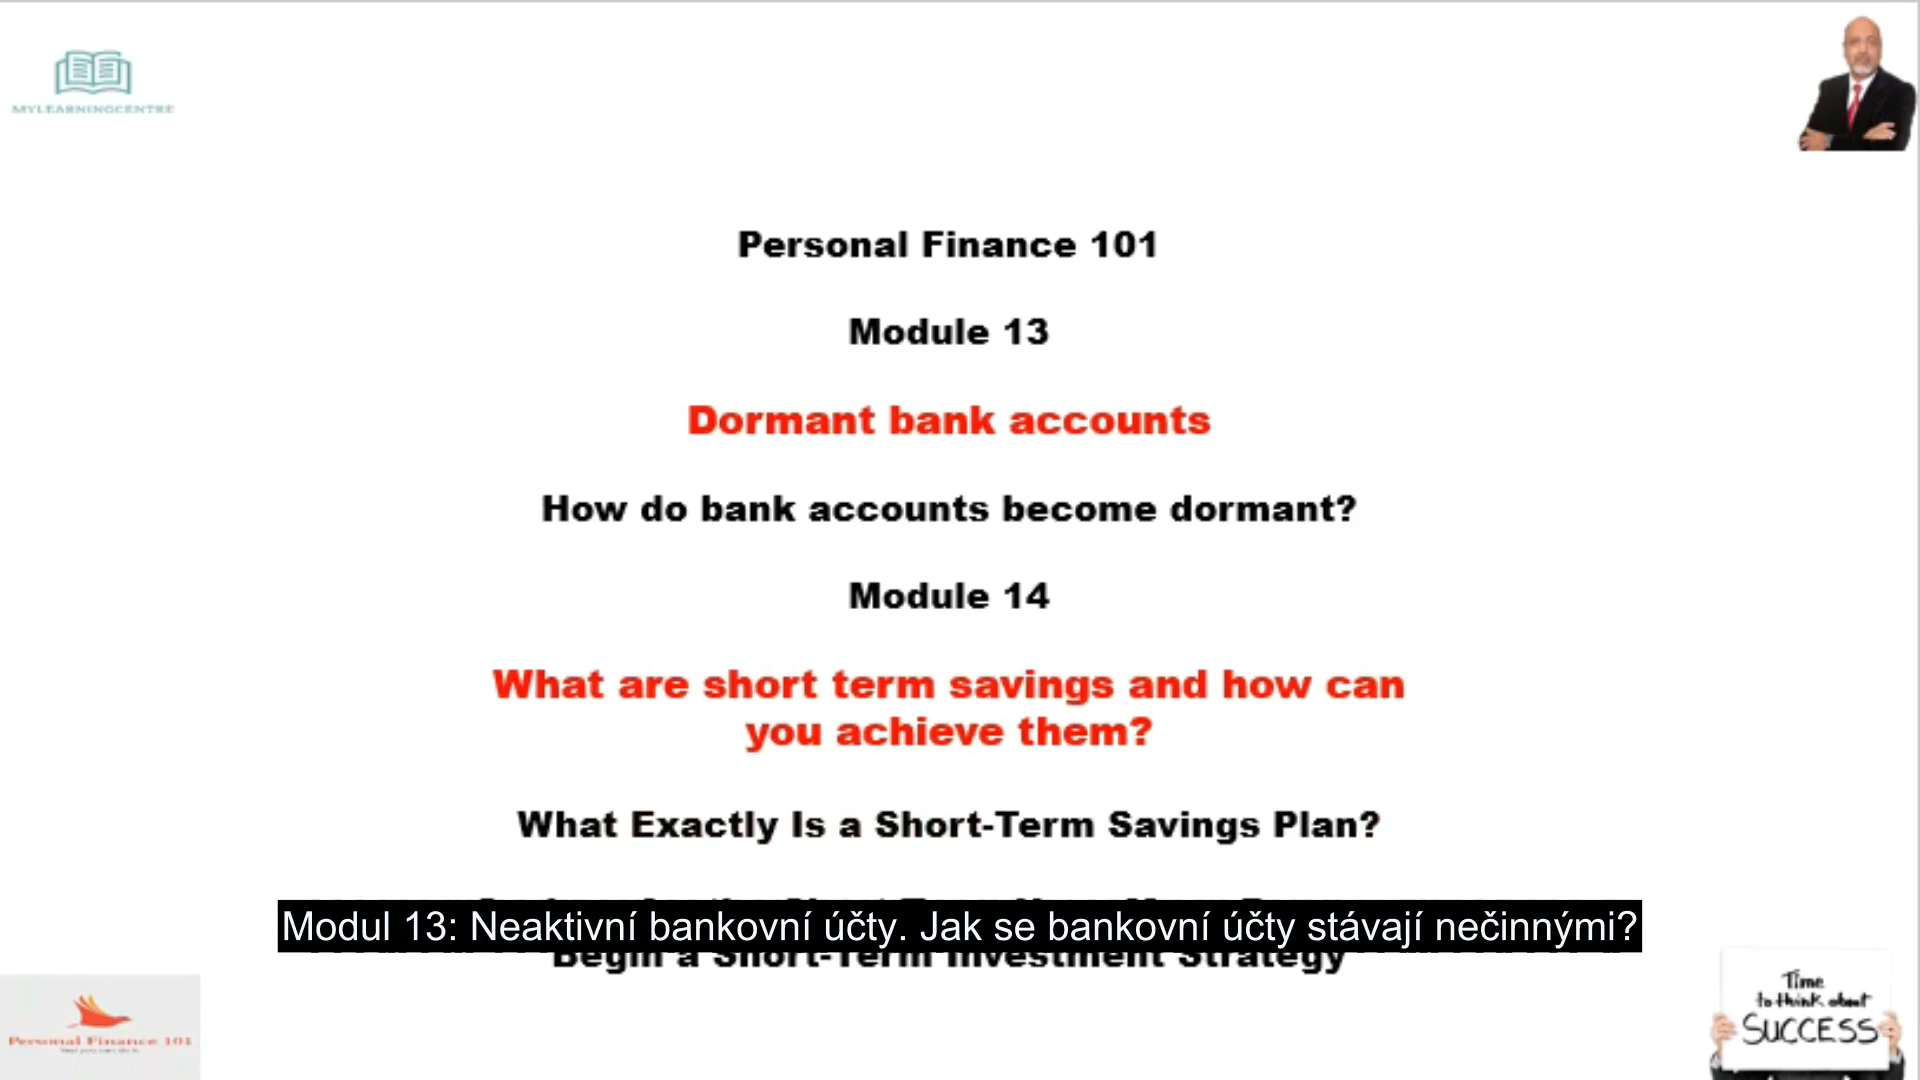 MYLEARNINGCENTRE
Personal Finance 101
Module 13
Dormant bank accounts
How do bank accounts become dormant?
Module 14
What are short term savings and how can
you achieve them?
What Exactly Is a Short-Term Savings Plan?
Modul 13: Neaktivní bankovní účty. Jak se bankovní účty stávají nečinnými?
Begin a Short-Term Investment Strategy
Personal Finance 101
Time
to think about
SUCCESS